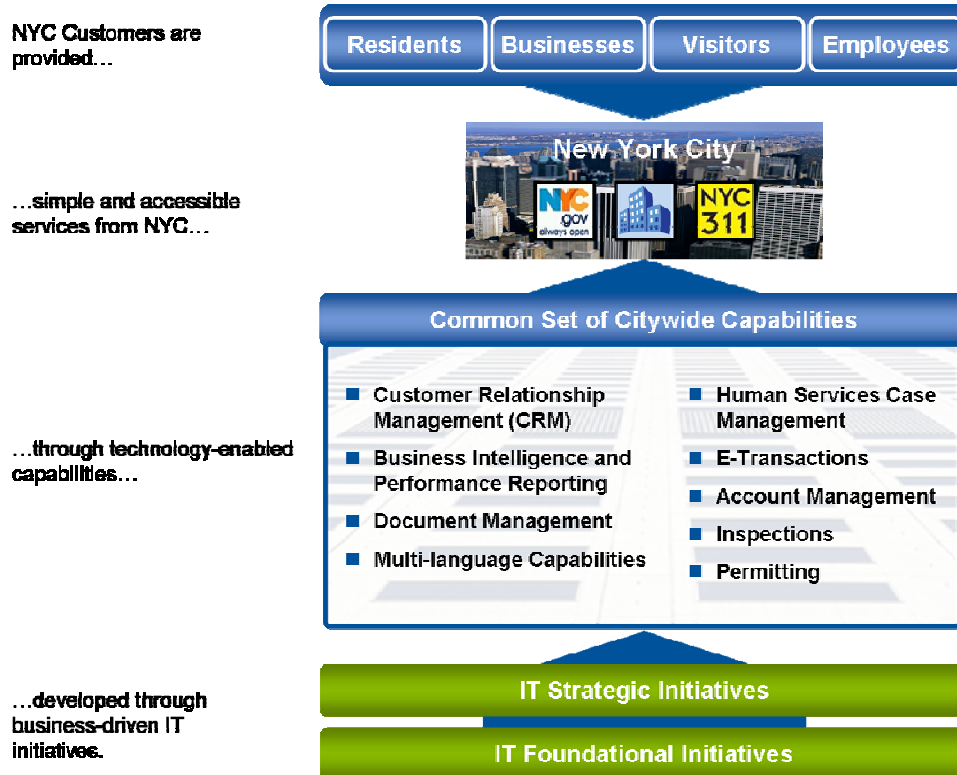 NYC Customers are
provided…
Residents
Businesses
Visitors
Employees
New York City
NYC
.gov
always open
NYC
311
…simple and accessible
services from NYC…
Common Set of Citywide Capabilities
…through technology-enabled
capabilities…
Customer Relationship
Management (CRM)
Business Intelligence and
Performance Reporting
Document Management
Multi-language Capabilities
Human Services Case
Management
E-Transactions
Account Management
Inspections
Permitting
…developed through
business-driven IT
initiatives.
IT Strategic Initiatives
IT Foundational Initiatives